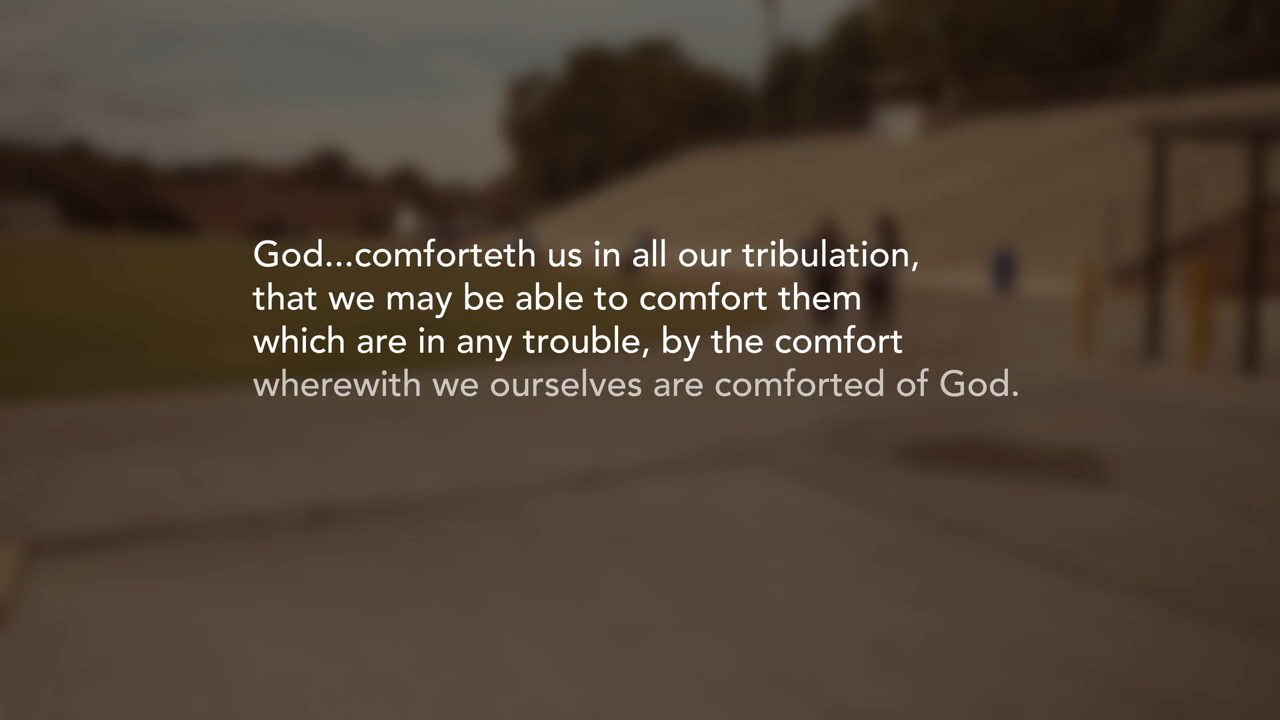 God...comforteth us in all our tribulation,
that we may be able to comfort them
which are in any trouble, by the comfort
wherewith we ourselves are comforted of God.